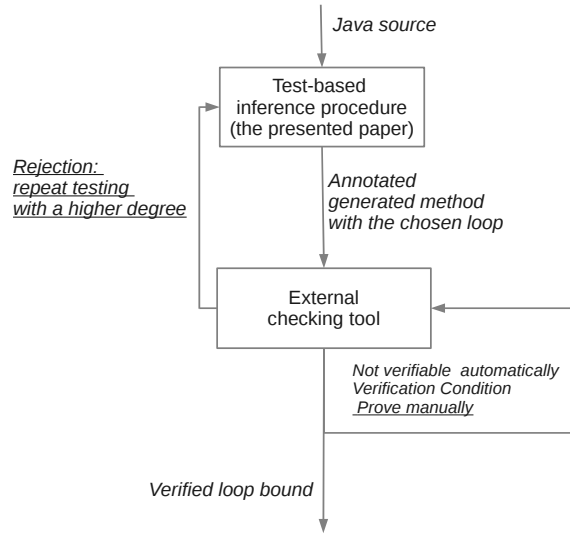 Java source
Test-based
inference procedure
(the presented paper)
Rejection:
repeat testing
with a higher degree
Annotated
generated method
with the chosen loop
External
checking tool
Not verifiable automatically
Verification Condition
Prove manually
Verified loop bound